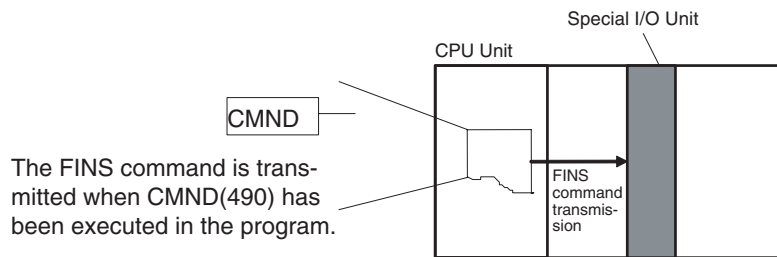 Special I/O Unit
CPU Unit
CMND
The FINS command is trans-
mitted when CMND(490) has
been executed in the program.
FINS
command
transmis-
sion